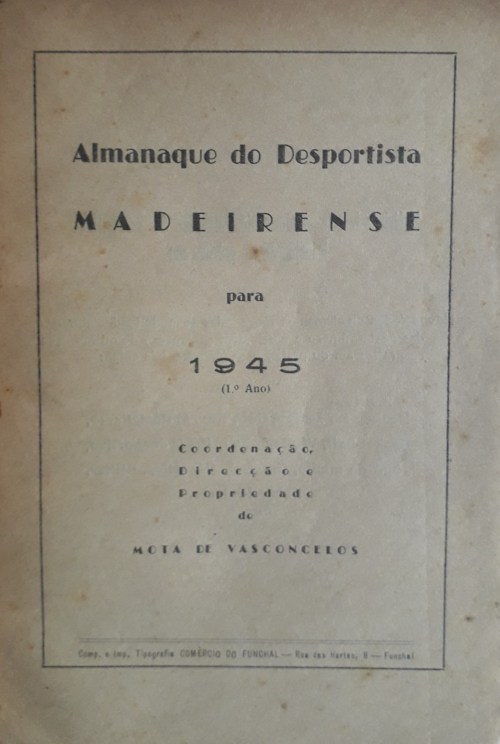 Almanaque do Desportista
MADEIRENSE
para
1945
(1.º Ano)
Coordenação,
Direcção e
Propriedade
de
MOTA DE VASCONCELOS
Comp. e imp. Tipografia COMÉRCIO DO FUNCHAL — Rua das Hortas, 8 — Funchal